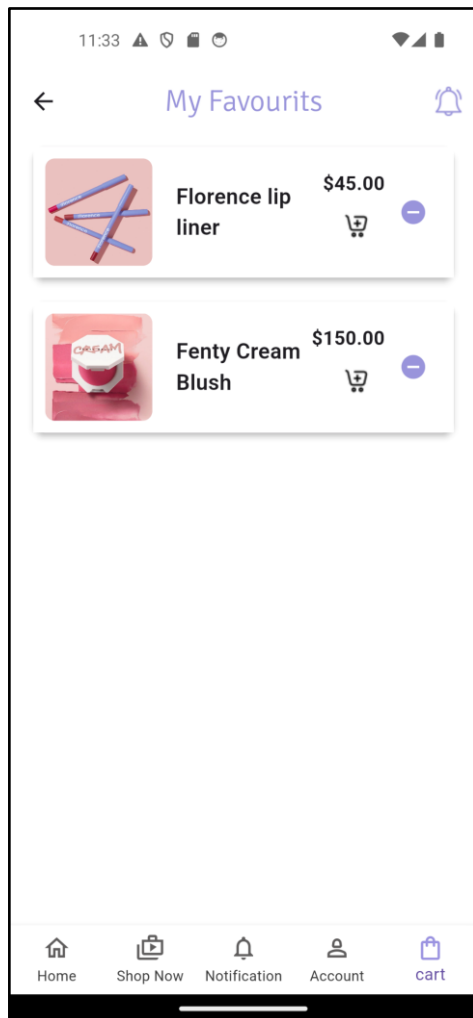 11:33
My Favourits
Florence lip
liner
$45.00
CREAM
Fenty Cream
Blush
$150.00
Home
Shop Now
Notification
Account
cart